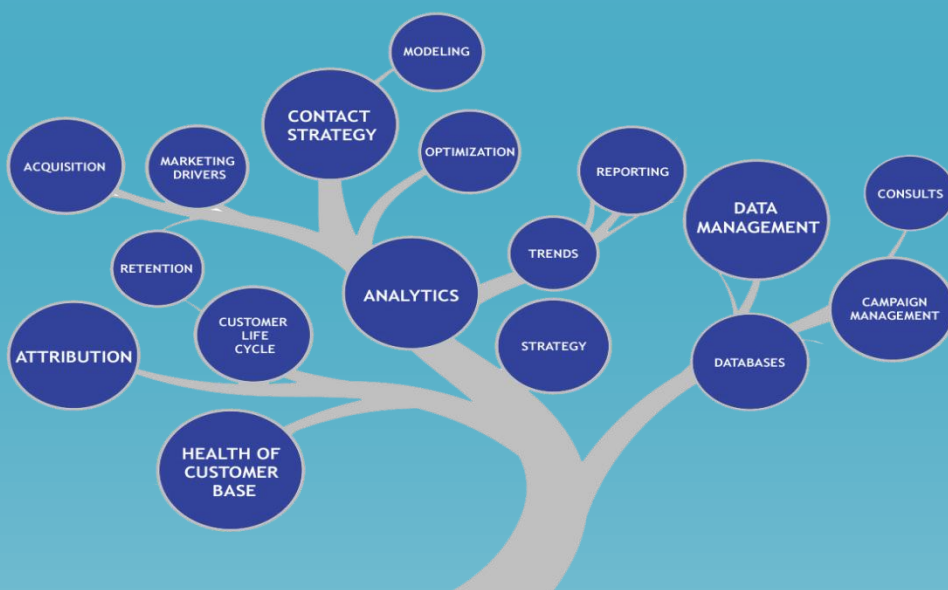 MODELING
CONTACT
STRATEGY
OPTIMIZATION
ACQUISITION
MARKETING
DRIVERS
REPORTING
CONSULTS
DATA
MANAGEMENT
TRENDS
RETENTION
ANALYTICS
CAMPAIGN
MANAGEMENT
CUSTOMER
LIFE
CYCLE
STRATEGY
ATTRIBUTION
DATABASES
HEALTH OF
CUSTOMER
BASE